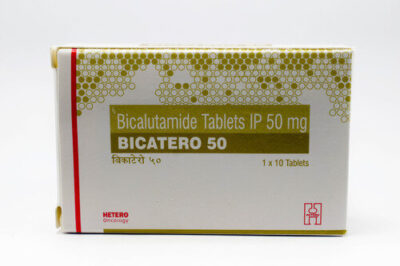 Bicalutamide Tablets IP 50 mg
BICATERO 50
बिकाटेरो ५०
1 x 10 Tablets
HETERO
Oncology